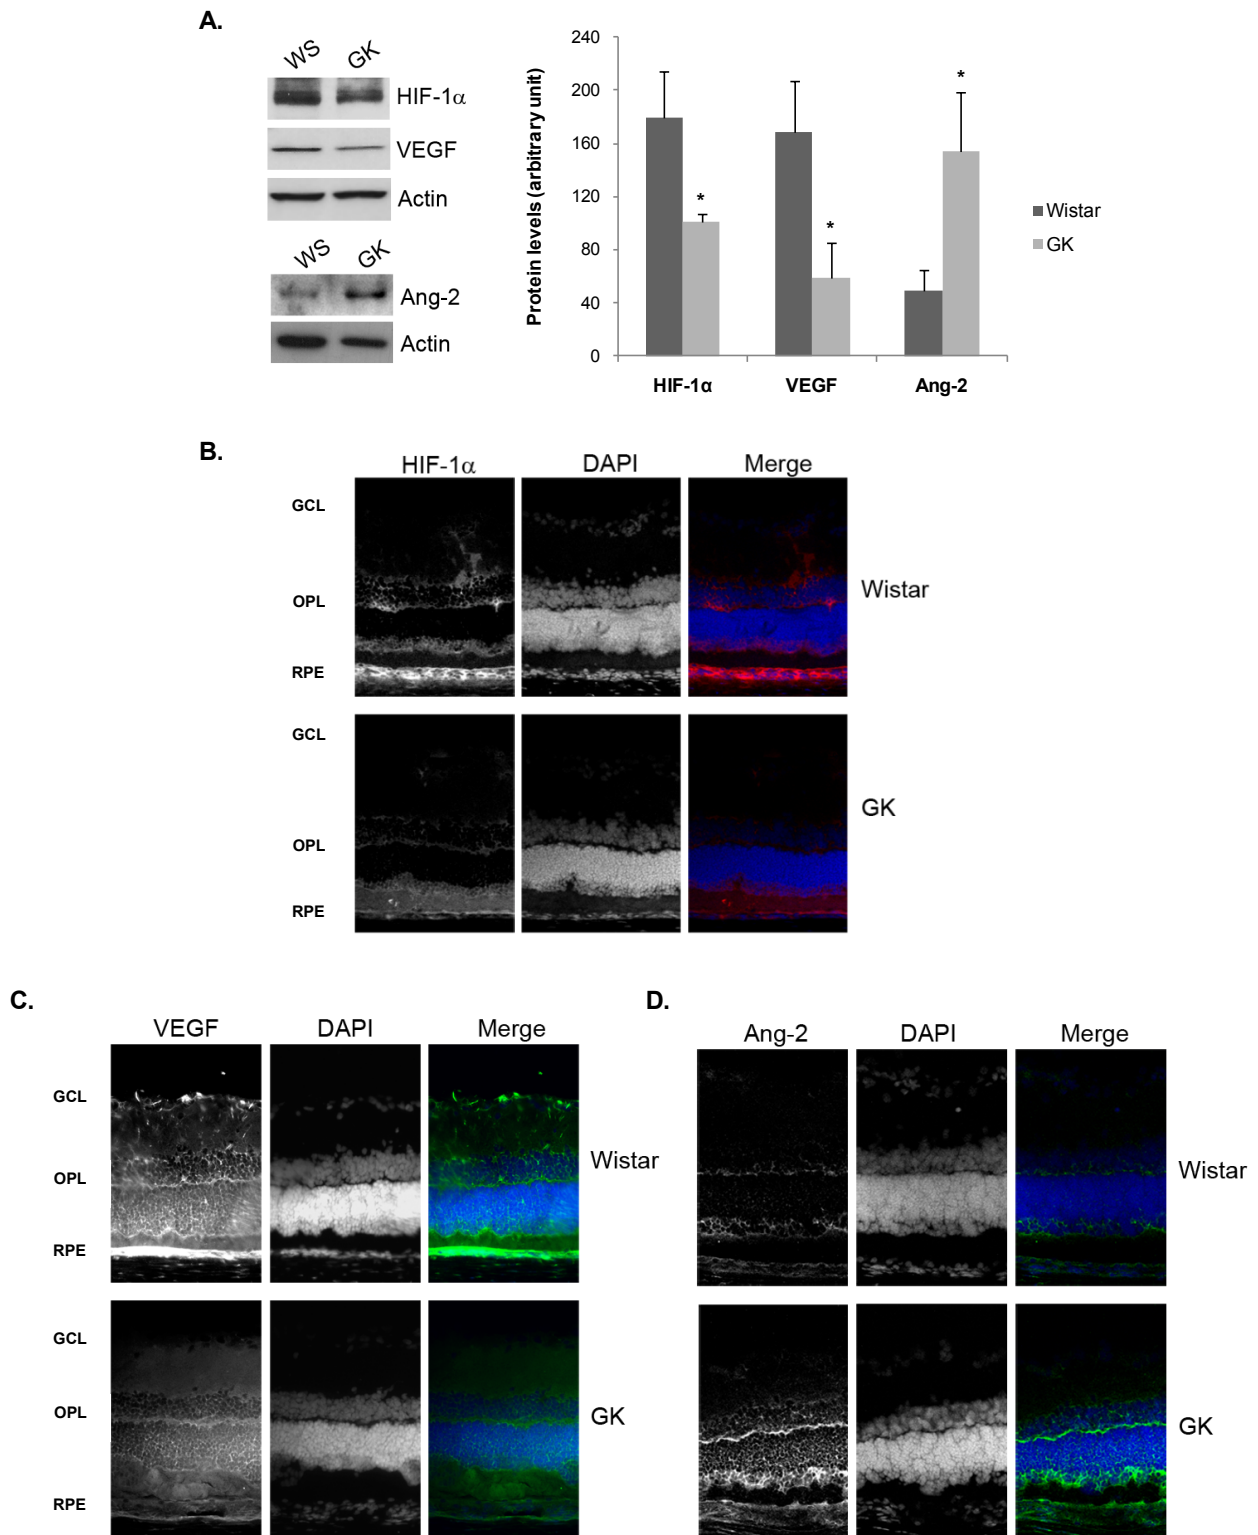 A.
WS GK
HIF-1α
VEGF
Actin
WS GK
Ang-2
Actin
Protein levels (arbitrary unit)
240
200
160
120
80
40
0
*
*
*
HIF-1α VEGF Ang-2
Wistar
GK
B.
HIF-1α DAPI Merge
GCL
OPL
RPE
Wistar
GCL
OPL
RPE
GK
C.
VEGF DAPI Merge
GCL
OPL
RPE
Wistar
GCL
OPL
RPE
GK
D.
Ang-2 DAPI Merge
Wistar
GK